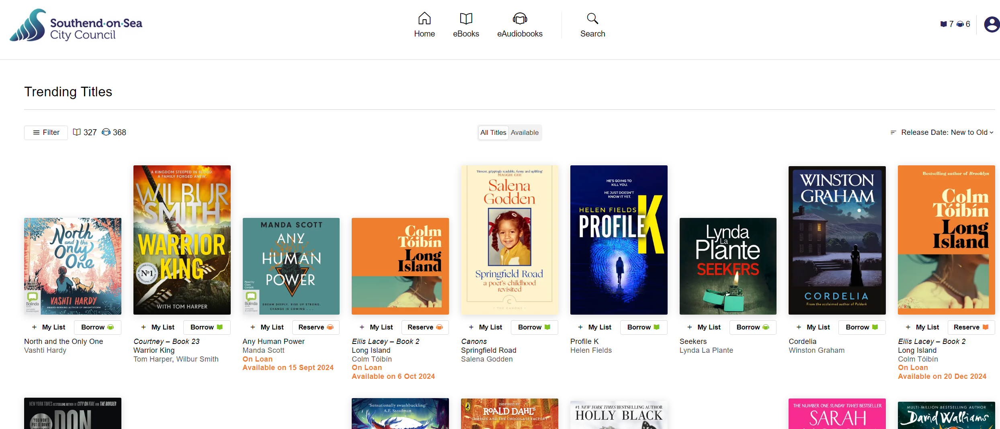 Southend-on-Sea
City Council
Home
eBooks
eAudiobooks
Search
7 6
Trending Titles
Filter 327 368
All Titles Available
Release Date: New to Old
North
and the
Only
One
Bolinda
audio
VASHTI HARDY
AWARD-WINNING AUTHOR OF BRIGHTSTORM
A KINGDOM STEEPED IN BLOOD.
A FAMILY FORGED ANEW.
WILBUR
SMITH
WARRIOR
KING
MULTIMILLION COPY
Nº1
BESTSELLING AUTHOR
WITH TOM HARPER
MANDA SCOTT
ANY
HUMAN
POWER
Read by
Clare
Corbett
Bolinda
audio
DREAM DEEPLY. RISE UP STRONG.
CHANGE IS COMING . . .
Colm
Tóibín
Long
Island
'Honest, grippingly readable, funny and uplifting'
MAGGIE GEE
Salena
Godden
Springfield Road
a poet's childhood
revisited
C
· THE CANONS ·
HE'S GOING TO
KILL YOU.
HE JUST DOESN'T
KNOW IT YET.
HELEN FIELDS
PROFILE K
Lynda
La
Plante
SEEKERS
WINSTON
GRAHAM
CORDELIA
From the acclaimed author of Poldark
Bestselling author of Brooklyn
Colm
Tóibín
Long
Island
+ My List Borrow
North and the Only One
Vashti Hardy
+ My List Borrow
Courtney – Book 23
Warrior King
Tom Harper, Wilbur Smith
+ My List Reserve
Any Human Power
Manda Scott
On Loan
Available on 15 Sept 2024
+ My List Reserve
Eilis Lacey – Book 2
Long Island
Colm Tóibín
On Loan
Available on 6 Oct 2024
+ My List Borrow
Canons
Springfield Road
Salena Godden
+ My List Borrow
Profile K
Helen Fields
+ My List Borrow
Seekers
Lynda La Plante
+ My List Borrow
Cordelia
Winston Graham
+ My List Reserve
Eilis Lacey – Book 2
Long Island
Colm Tóibín
On Loan
Available on 20 Dec 2024
NEW YORK TIMES BESTSELLING AUTHOR OF CITY ON FIRE AND THE BORDER
DON
'YOU WON'T
PUT IT DOWN'
'Sensationally swashbuckling!'
A.F. Steadman
INSPIRED BY
ROALD DAHL'S
CHARLIE AND THE CHOCOLATE FACTORY
#1 NEW YORK TIMES BESTSELLING AUTHOR
HOLLY BLACK
THE NUMBER ONE SUNDAY TIMES BESTSELLER
SARAH
MULTI-MILLION BESTSELLING AUTHOR
David Walliams